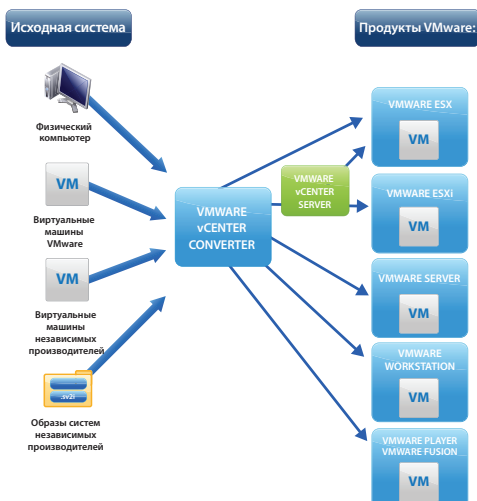 Исходная система
Продукты VMware:
Физический
компьютер
VM
Виртуальные
машины
VMware
VM
Виртуальные
машины
независимых
производителей
.sv2i
Образы систем
независимых
производителей
VMWARE
vCENTER
CONVERTER
VMWARE
vCENTER
SERVER
VMWARE ESX
VM
VMWARE ESXi
VM
VMWARE SERVER
VM
VMWARE
WORKSTATION
VM
VMWARE PLAYER
VMWARE FUSION
VM